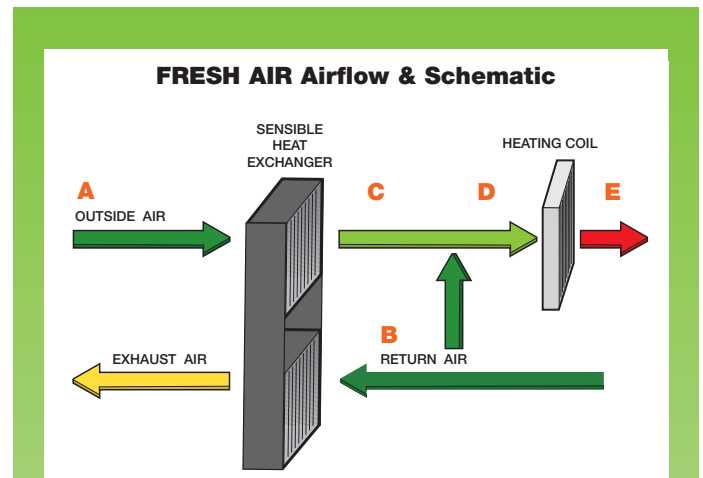 FRESH AIR Airflow & Schematic
SENSIBLE
HEAT
EXCHANGER
HEATING COIL
A
C
D
E
OUTSIDE AIR
B
EXHAUST AIR
RETURN AIR